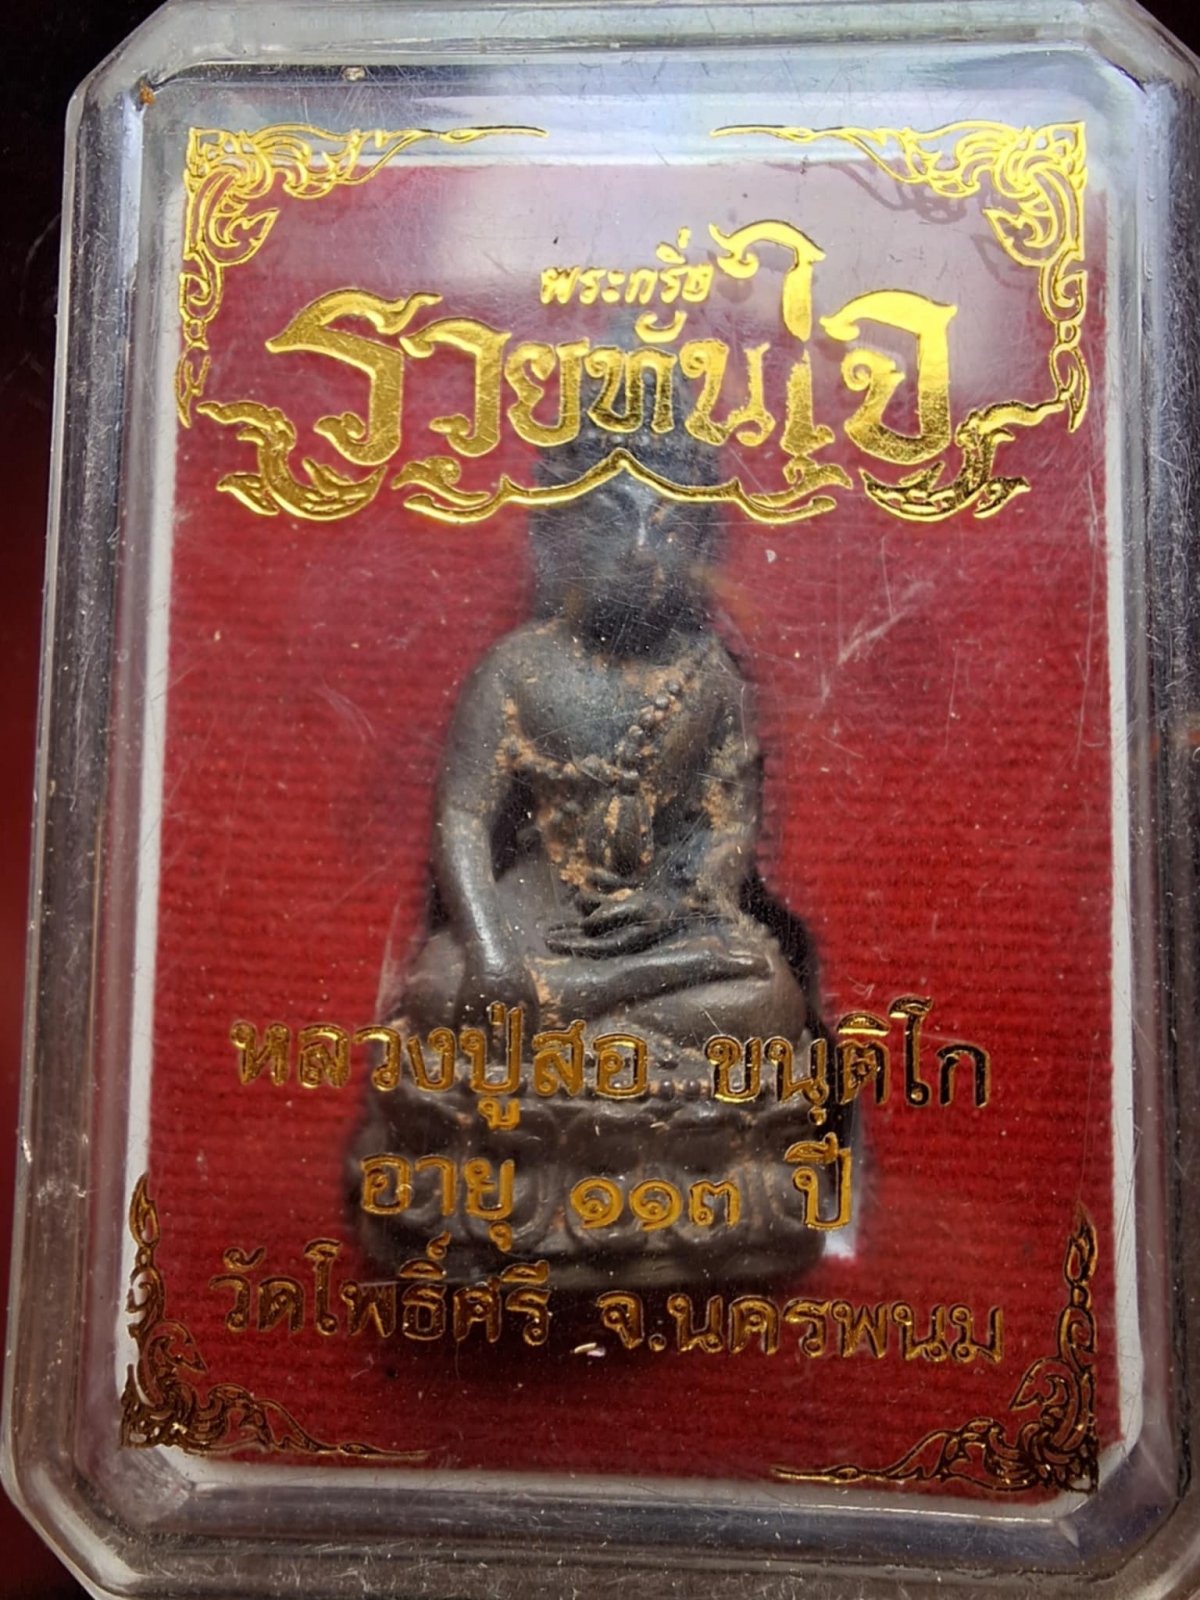 พระกริ่ง
รวยทันใจ
หลวงปู่สอ ขนฺติโก
อายุ ๑๑๓ ปี
วัดโพธิ์ศรี จ.นครพนม